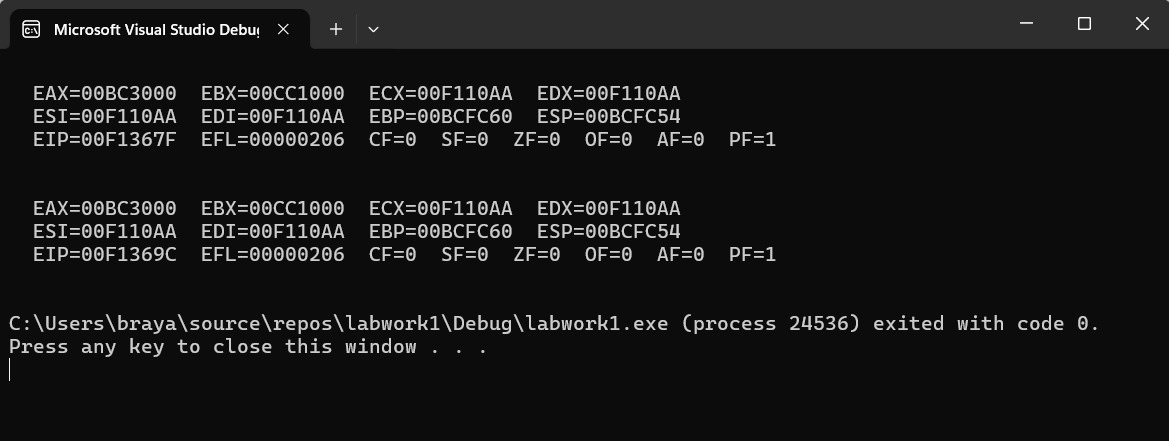 Microsoft Visual Studio Debug
EAX=00BC3000  EBX=00CC1000  ECX=00F110AA  EDX=00F110AA
ESI=00F110AA  EDI=00F110AA  EBP=00BCFC60  ESP=00BCFC54
EIP=00F1367F  EFL=00000206  CF=0  SF=0  ZF=0  OF=0  AF=0  PF=1
EAX=00BC3000  EBX=00CC1000  ECX=00F110AA  EDX=00F110AA
ESI=00F110AA  EDI=00F110AA  EBP=00BCFC60  ESP=00BCFC54
EIP=00F1369C  EFL=00000206  CF=0  SF=0  ZF=0  OF=0  AF=0  PF=1
C:\Users\braya\source\repos\labwork1\Debug\labwork1.exe (process 24536) exited with code 0.
Press any key to close this window . . .